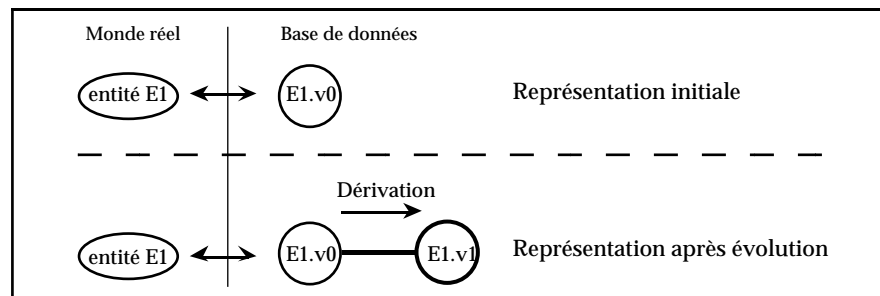 Monde réel Base de données
entité E1 E1.v0 Représentation initiale
Dérivation
entité E1 E1.v0 E1.v1 Représentation après évolution